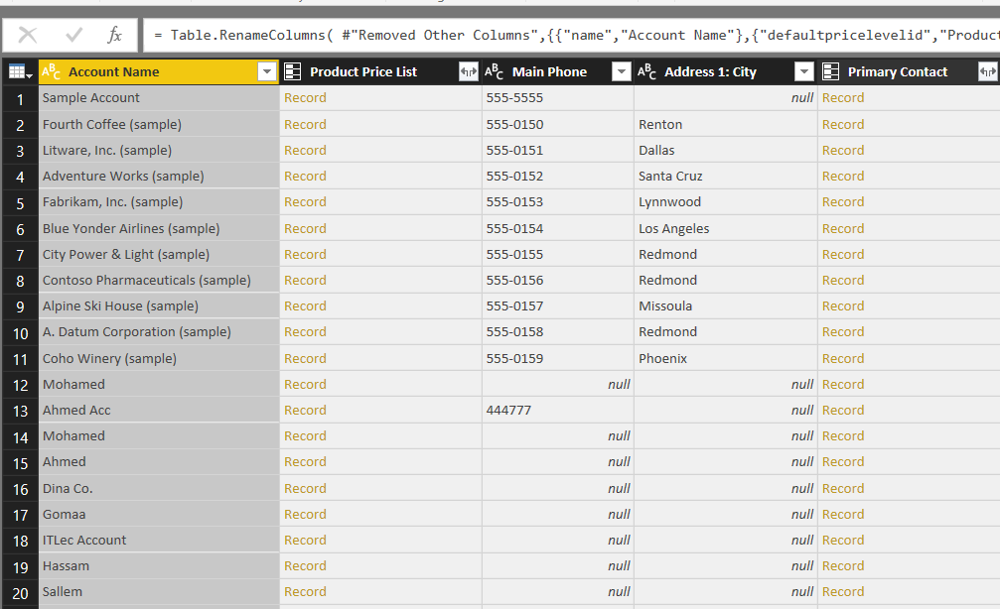 fx = Table.RenameColumns( #"Removed Other Columns",{{"name","Account Name"},{"defaultpricelevelid","Product
ABC Account Name Product Price List ABC Main Phone ABC Address 1: City Primary Contact
1 Sample Account Record 555-5555 null Record
2 Fourth Coffee (sample) Record 555-0150 Renton Record
3 Litware, Inc. (sample) Record 555-0151 Dallas Record
4 Adventure Works (sample) Record 555-0152 Santa Cruz Record
5 Fabrikam, Inc. (sample) Record 555-0153 Lynnwood Record
6 Blue Yonder Airlines (sample) Record 555-0154 Los Angeles Record
7 City Power & Light (sample) Record 555-0155 Redmond Record
8 Contoso Pharmaceuticals (sample) Record 555-0156 Redmond Record
9 Alpine Ski House (sample) Record 555-0157 Missoula Record
10 A. Datum Corporation (sample) Record 555-0158 Redmond Record
11 Coho Winery (sample) Record 555-0159 Phoenix Record
12 Mohamed Record null null Record
13 Ahmed Acc Record 444777 null Record
14 Mohamed Record null null Record
15 Ahmed Record null null Record
16 Dina Co. Record null null Record
17 Gomaa Record null null Record
18 ITLec Account Record null null Record
19 Hassam Record null null Record
20 Sallem Record null null Record